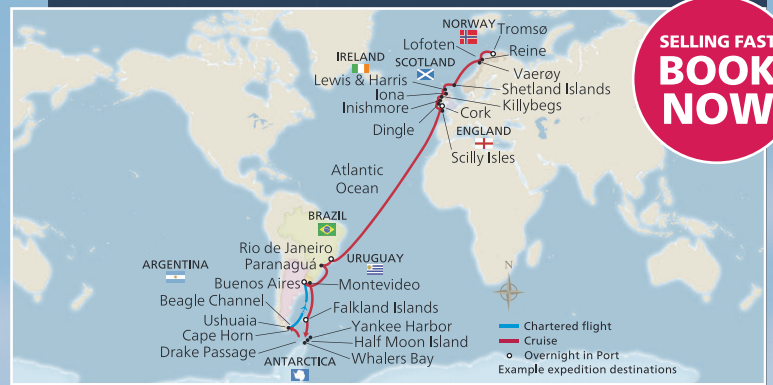 SELLING FAST
BOOK
NOW
NORWAY
Tromsø
Lofoten
Reine
IRELAND
SCOTLAND
Værøy
Lewis & Harris
Shetland Islands
Iona
Killybegs
Inishmore
Cork
Dingle
ENGLAND
Scilly Isles
Atlantic
Ocean
BRAZIL
Rio de Janeiro
URUGUAY
Paranaguá
ARGENTINA
Buenos Aires
Montevideo
Beagle Channel
Falkland Islands
Ushuaia
Yankee Harbor
Cape Horn
Half Moon Island
Drake Passage
Whalers Bay
ANTARCTICA
N
Chartered flight
Cruise
Overnight in Port
Example expedition destinations